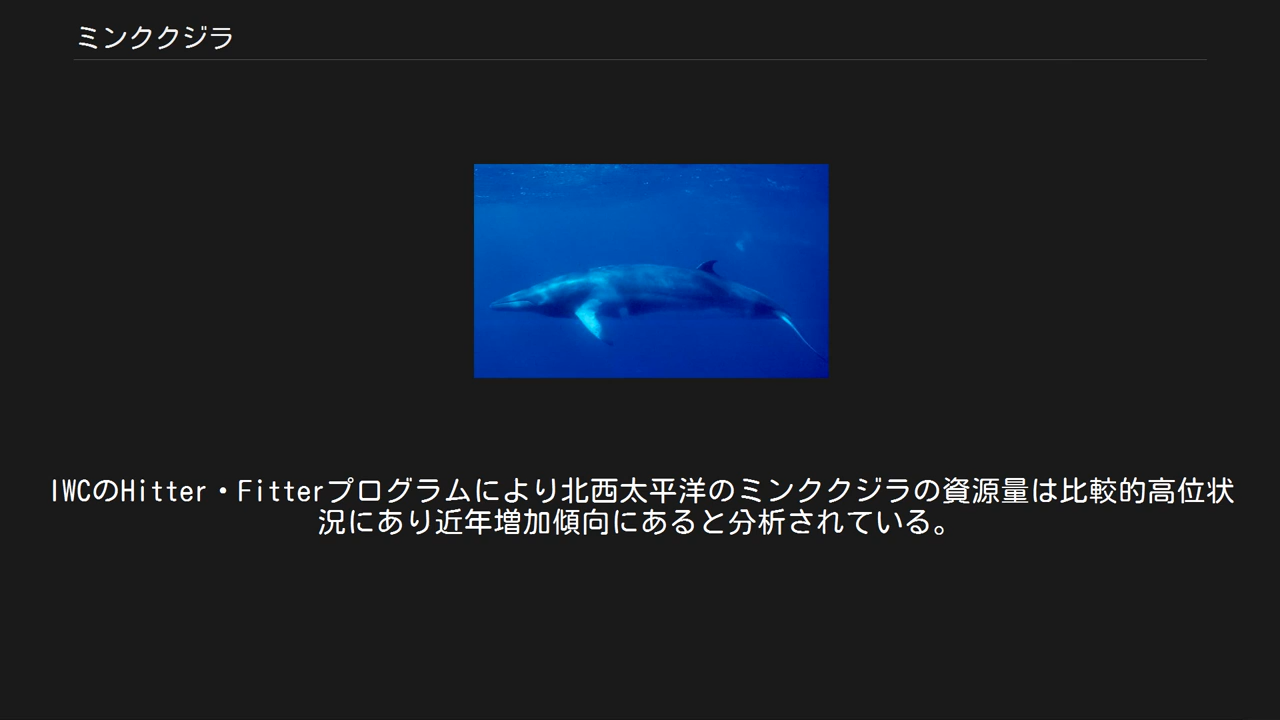 ミンククジラ
IWCのHitter・Fitterプログラムにより北西太平洋のミンククジラの資源量は比較的高位状
況にあり近年増加傾向にあると分析されている。